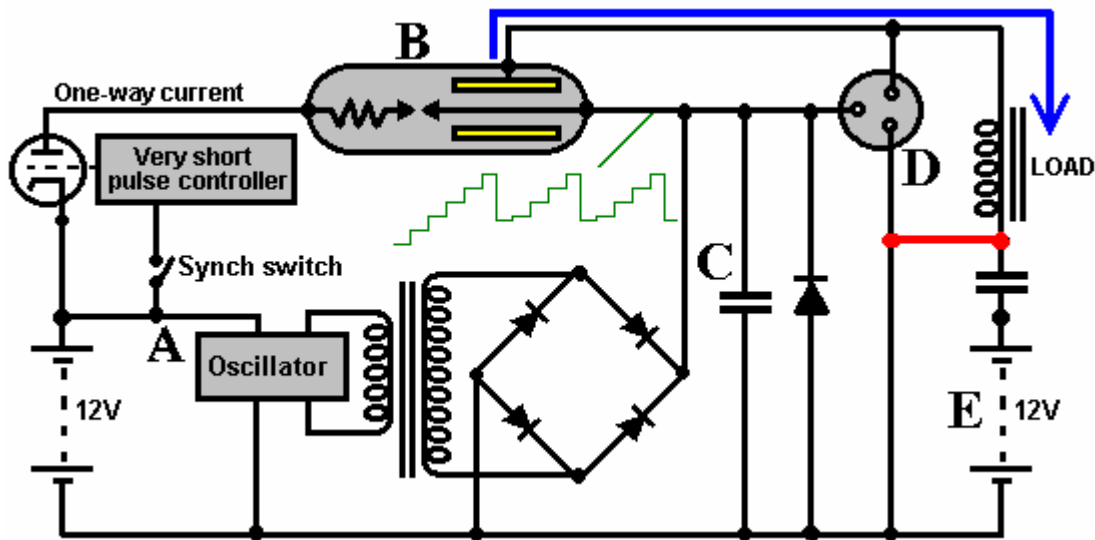 B
One-way current
Very short
pulse controller
D
LOAD
Synch switch
C
A
Oscillator
12V
E
12V